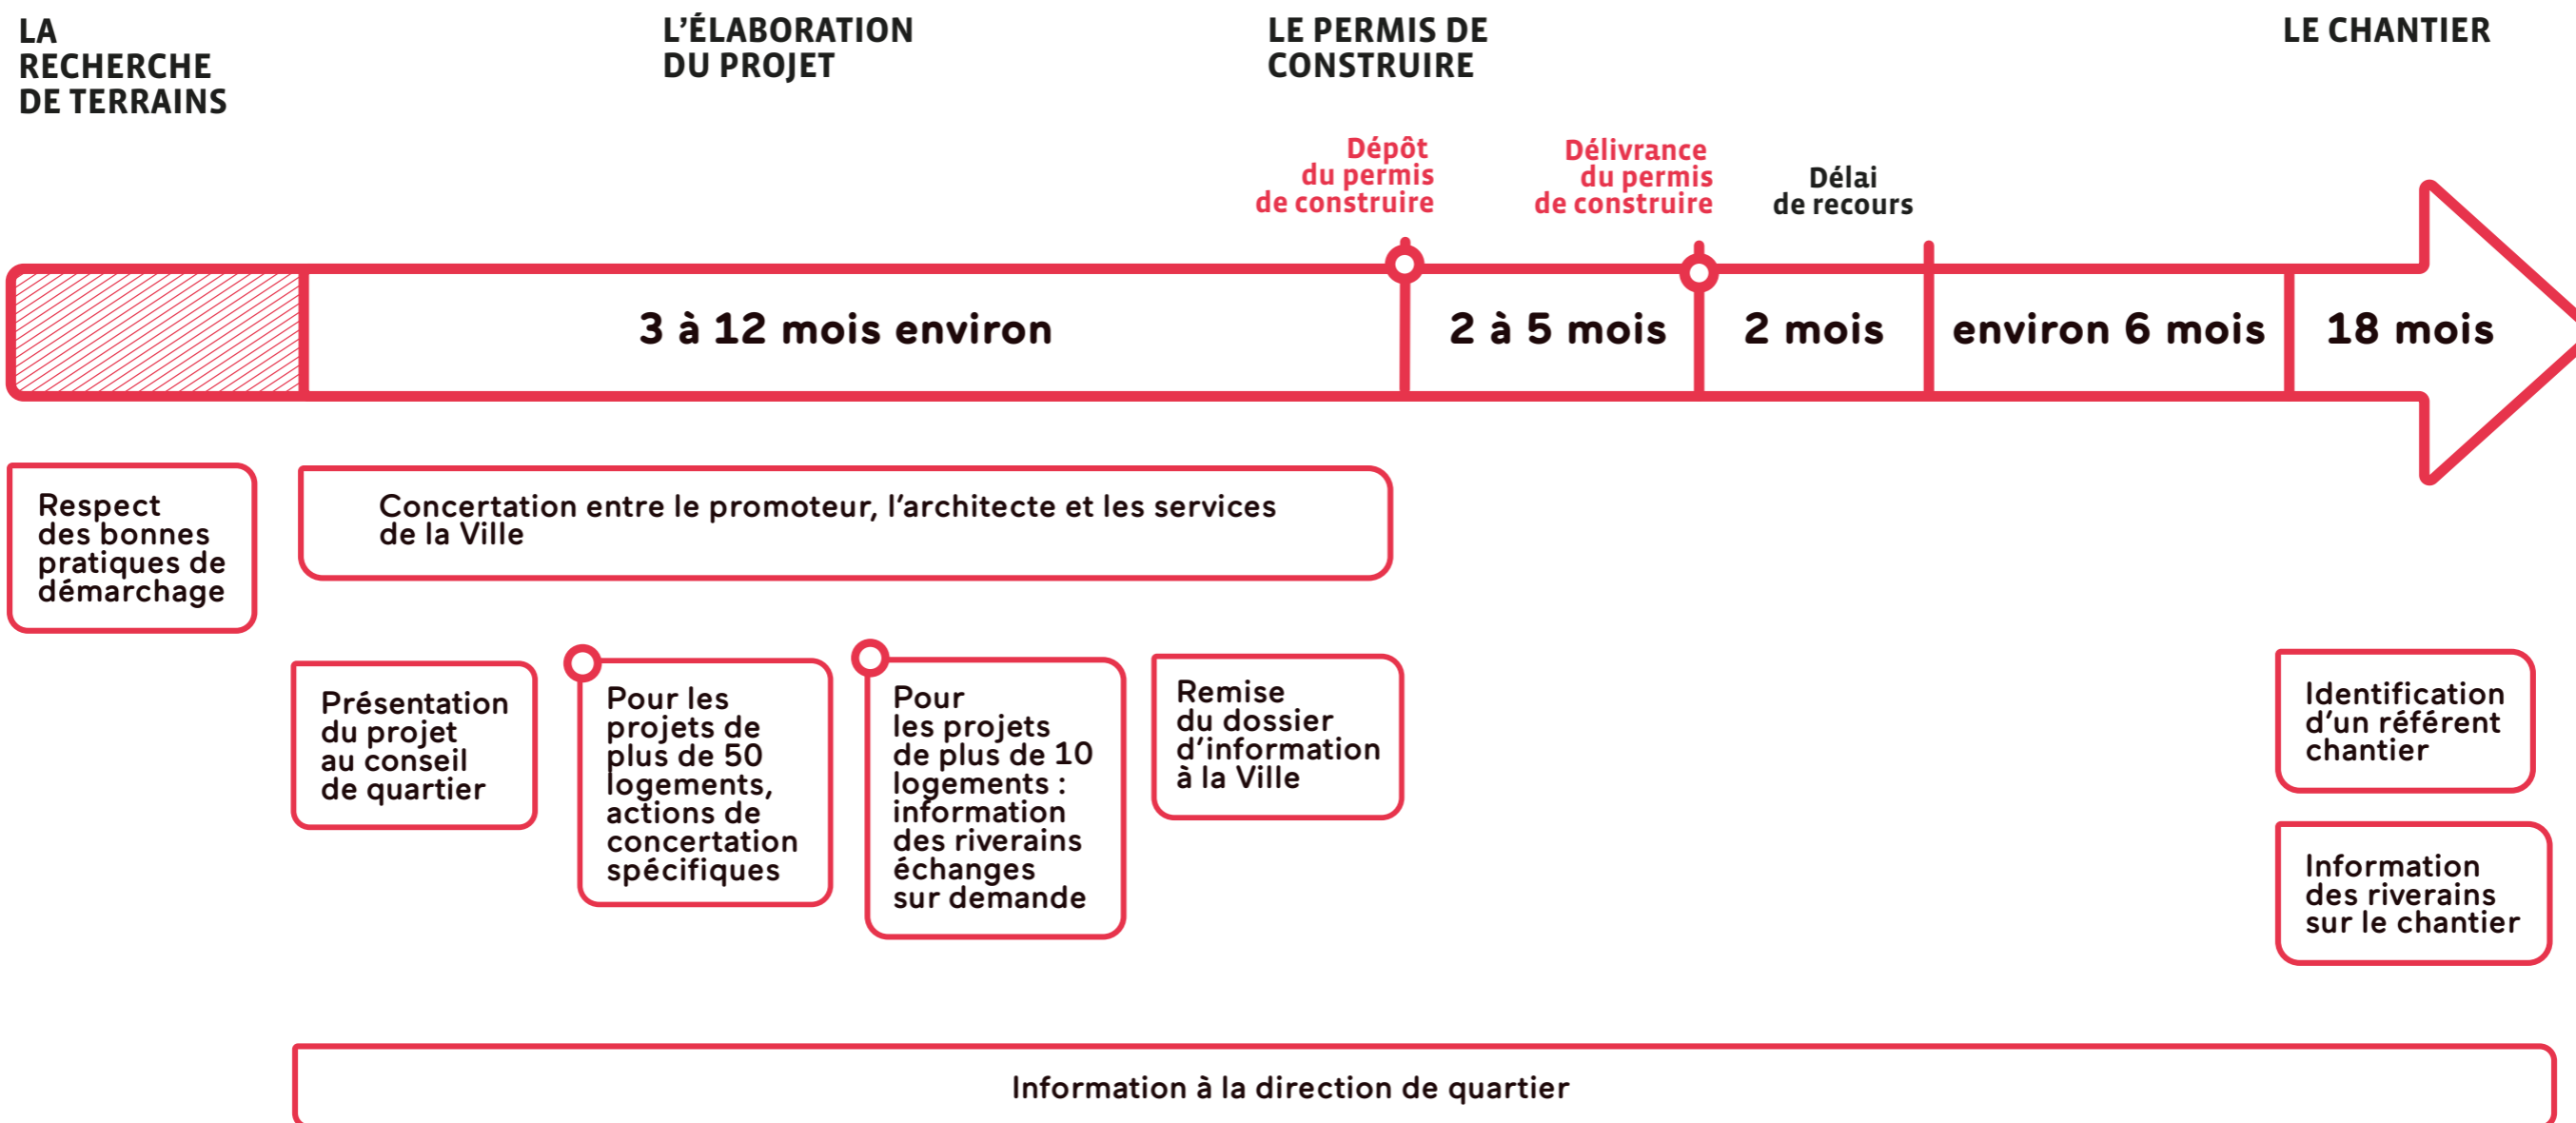 LA
RECHERCHE
DE TERRAINS
L’ÉLABORATION
DU PROJET
LE PERMIS DE
CONSTRUIRE
LE CHANTIER
Dépôt
du permis
de construire
Délivrance
du permis
de construire
Délai
de recours
3 à 12 mois environ
2 à 5 mois
2 mois
environ 6 mois
18 mois
Respect
des bonnes
pratiques de
démarchage
Concertation entre le promoteur, l’architecte et les services
de la Ville
Présentation
du projet
au conseil
de quartier
Pour les
projets de
plus de 50
logements,
actions de
concertation
spécifiques
Pour
les projets
de plus de 10
logements :
information
des riverains
échanges
sur demande
Remise
du dossier
d’information
à la Ville
Identification
d’un référent
chantier
Information
des riverains
sur le chantier
Information à la direction de quartier